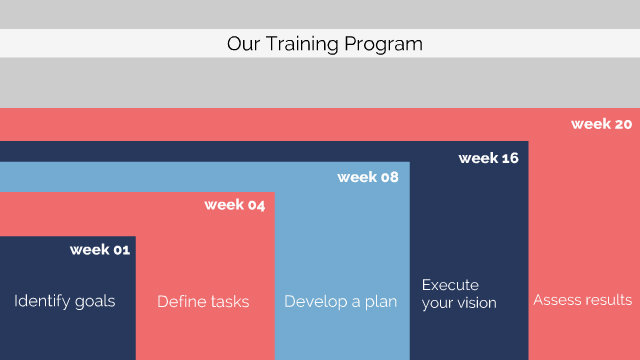 Our Training Program
week 20
week 16
week 08
week 04
week 01
Identify goals
Define tasks
Develop a plan
Execute
your vision
Assess results